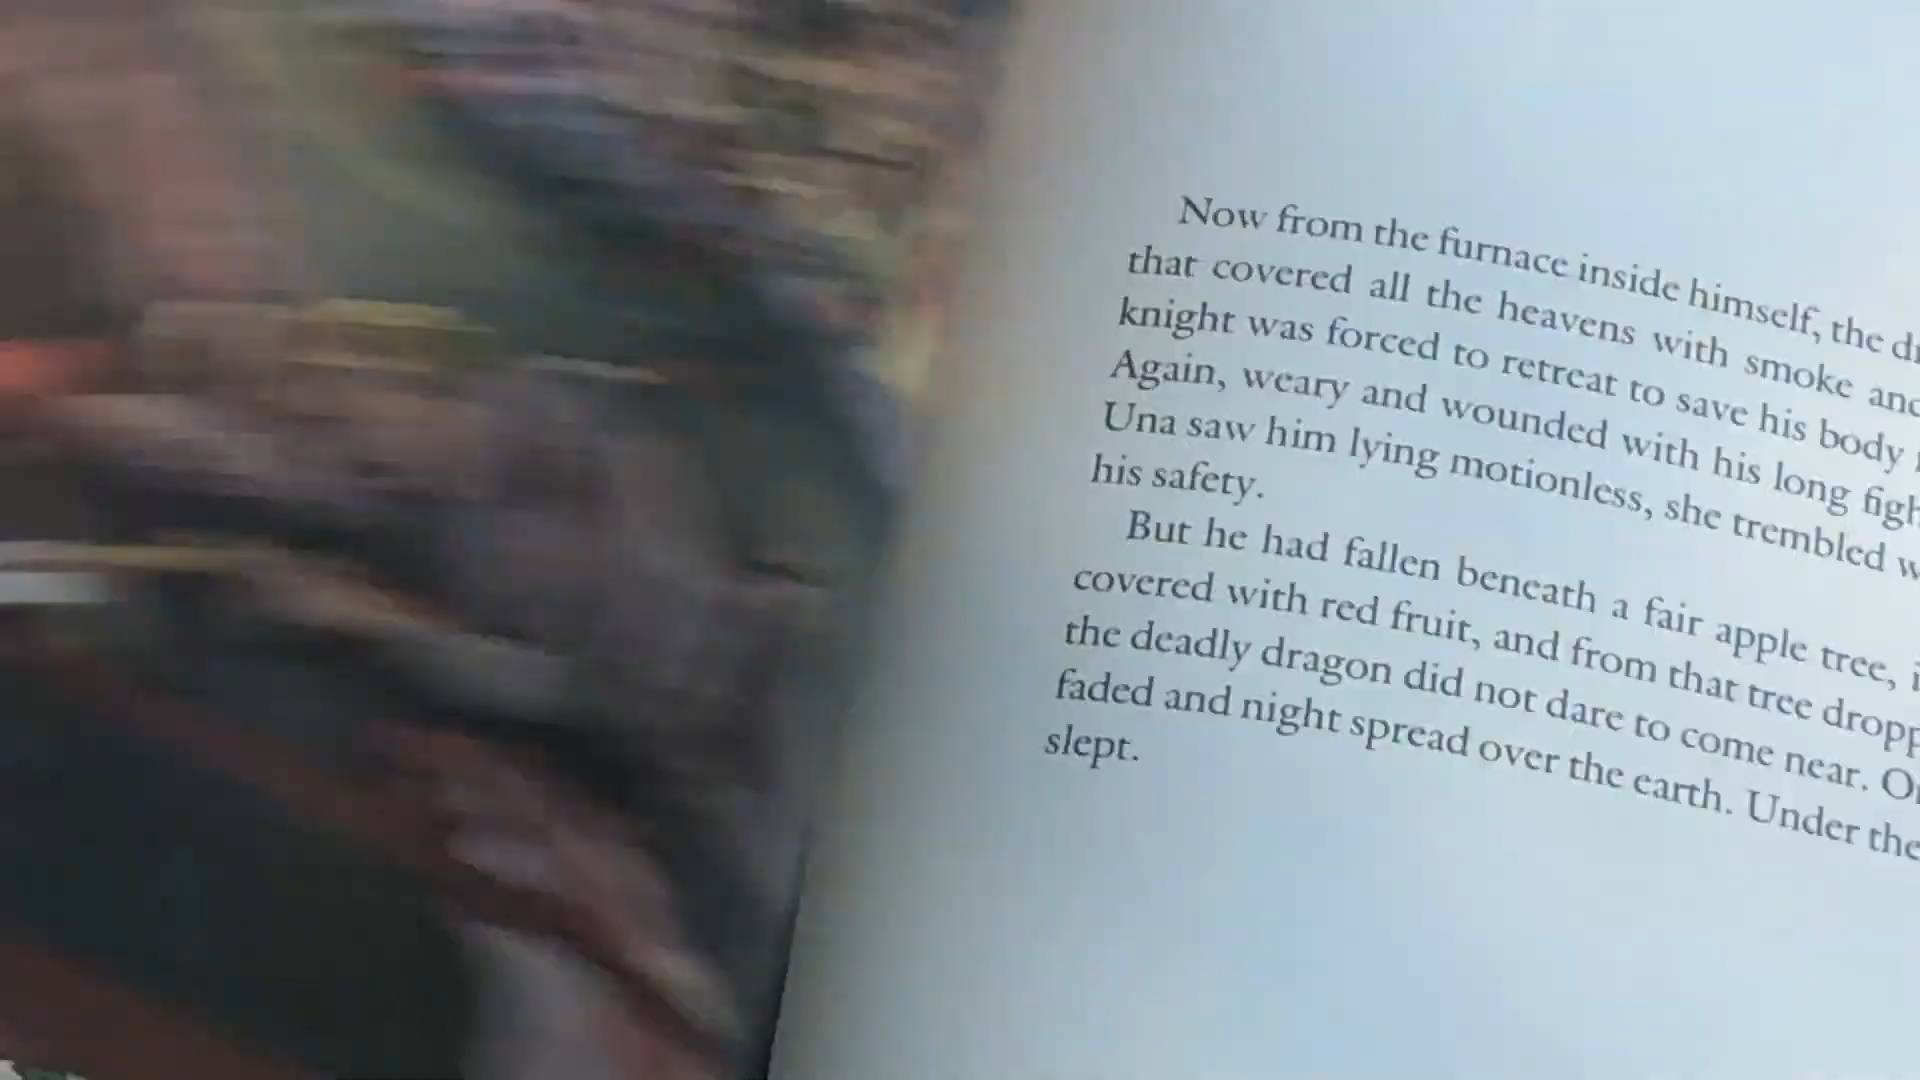 Now from the furnace inside himself, the
that covered all the heavens with smoke and
knight was forced to retreat to save his body
Again, weary and wounded with his long
Una saw him lying motionless, she trembled
his safety.
But he had fallen beneath a fair apple tree,
covered with red fruit, and from that tree
the deadly dragon did not dare to come near.
faded and night spread over the earth. Under the
slept.